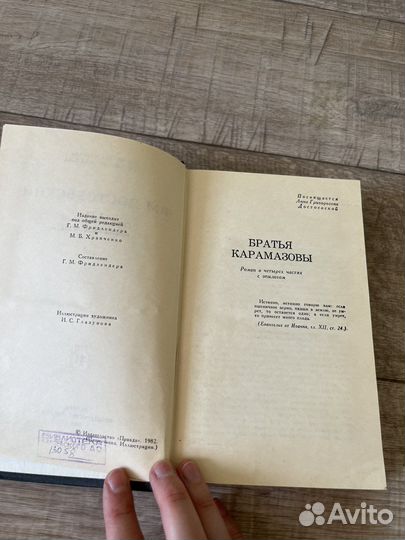 Издание выходит
под общей редакцией
Г. М. Фридлендера
и
М. Б. Храпченко
Составление
Г. М. Фридлендера
Иллюстрации художника
И. С. Глазунова
© Издательство «Правда», 1982.
Иллюстрации.)
БИБЛИОТЕКА
Посвящается
Анне Григорьевне
Достоевской
БРАТЬЯ
КАРАМАЗОВЫ
Роман в четырех частях
с эпилогом
Истинно, истинно говорю вам: если
пшеничное зерно, падши в землю, не ум-
рет, то останется одно; а если умрет,
то принесет много плода.
(Евангелие от Иоанна, гл. XII, ст. 24.)
Avito